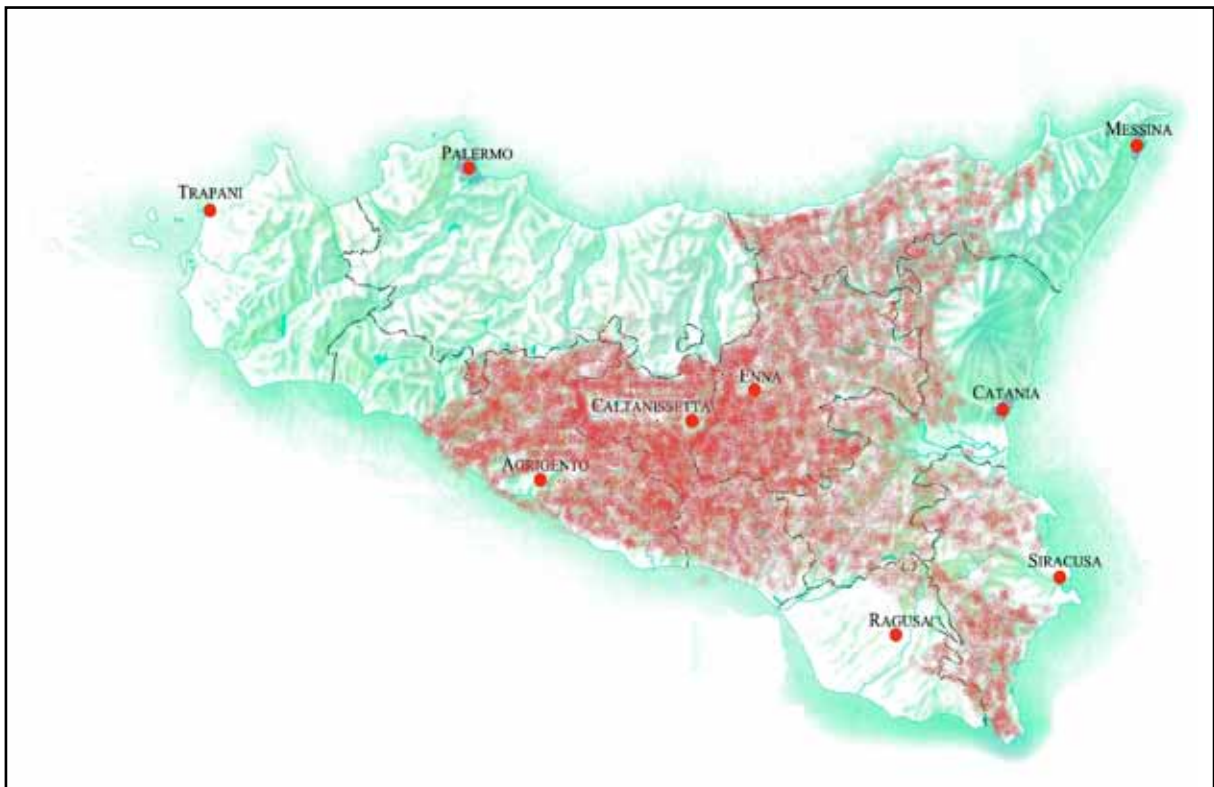 MESSINA
PALERMO
TRAPANI
ENNA
CATANIA
CALTANISSETTA
AGRIGENTO
SIRACUSA
RAGUSA